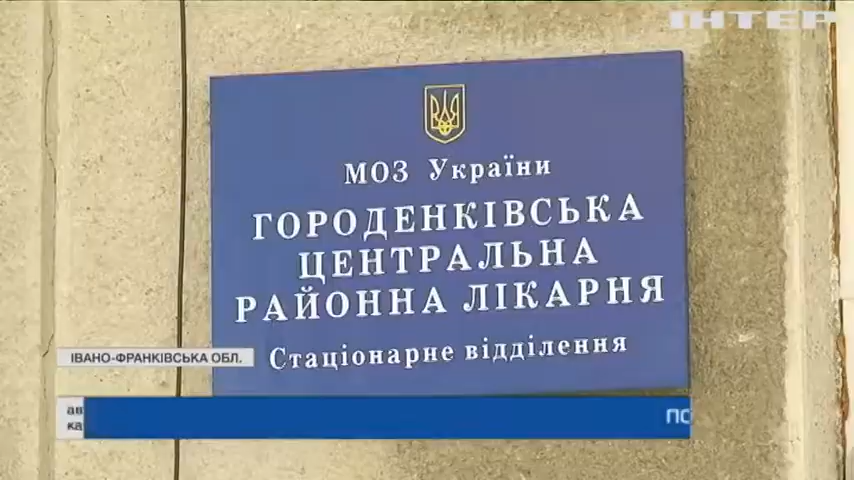 ІНТЕР
МОЗ України
ГОРОДЕНКІВСЬКА
ЦЕНТРАЛЬНА
РАЙОННА ЛІКАРНЯ
Стаціонарне відділення
ІВАНО-ФРАНКІВСЬКА ОБЛ.